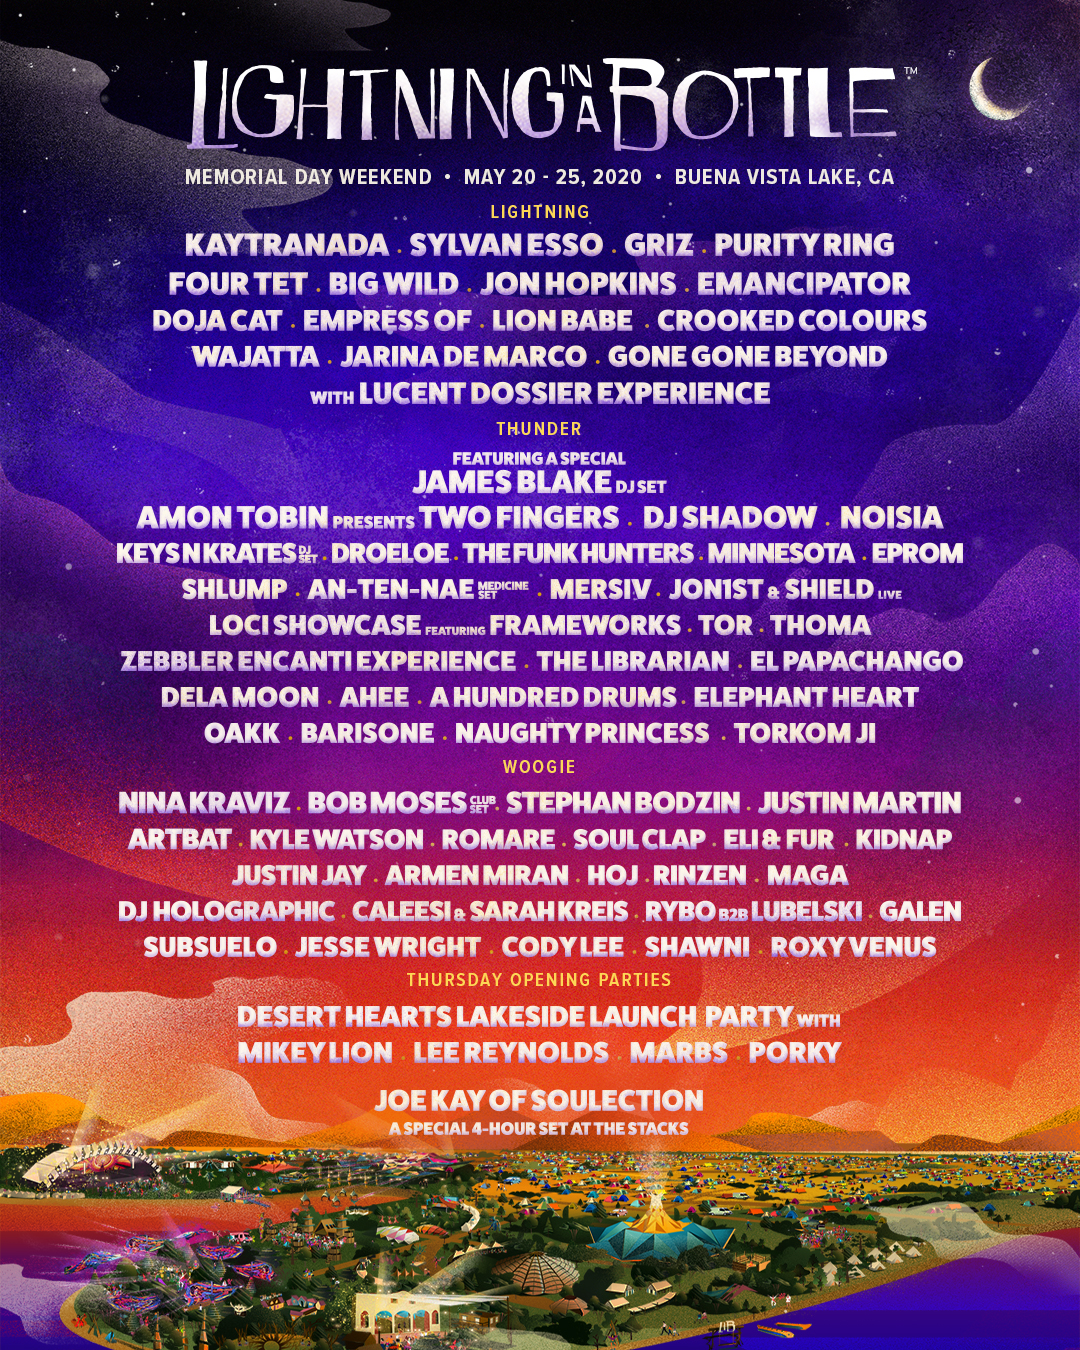 LIGHTNING IN A BOTTLE™
MEMORIAL DAY WEEKEND • MAY 20 - 25, 2020 • BUENA VISTA LAKE, CA
LIGHTNING
KAYTRANADA · SYLVAN ESSO · GRIZ · PURITY RING
FOUR TET · BIG WILD · JON HOPKINS · EMANCIPATOR
DOJA CAT · EMPRESS OF · LION BABE · CROOKED COLOURS
WAJATTA · JARINA DE MARCO · GONE GONE BEYOND
WITH LUCENT DOSSIER EXPERIENCE
THUNDER
FEATURING A SPECIAL
JAMES BLAKE DJ SET
AMON TOBIN PRESENTS TWO FINGERS · DJ SHADOW · NOISIA
KEYS N KRATES DJ SET · DROELOE · THE FUNK HUNTERS · MINNESOTA · EPROM
SHLUMP · AN-TEN-NAE MEDICINE SET · MERSIV · JON1ST & SHIELD LIVE
LOCI SHOWCASE FEATURING FRAMEWORKS · TOR · THOMA
ZEBBLER ENCANTI EXPERIENCE · THE LIBRARIAN · EL PAPACHANGO
DELA MOON · AHEE · A HUNDRED DRUMS · ELEPHANT HEART
OAKK · BARISONE · NAUGHTY PRINCESS · TORKOM JI
WOOGIE
NINA KRAVIZ · BOB MOSES CLUB SET · STEPHAN BODZIN · JUSTIN MARTIN
ARTBAT · KYLE WATSON · ROMARE · SOUL CLAP · ELI & FUR · KIDNAP
JUSTIN JAY · ARMEN MIRAN · HOJ · RINZEN · MAGA
DJ HOLOGRAPHIC · CALEESI & SARAH KREIS · RYBO B2B LUBELSKI · GALEN
SUBSUELO · JESSE WRIGHT · CODY LEE · SHAWNI · ROXY VENUS
THURSDAY OPENING PARTIES
DESERT HEARTS LAKESIDE LAUNCH PARTY WITH
MIKEY LION · LEE REYNOLDS · MARBS · PORKY
JOE KAY OF SOULECTION
A SPECIAL 4-HOUR SET AT THE STACKS
LIB